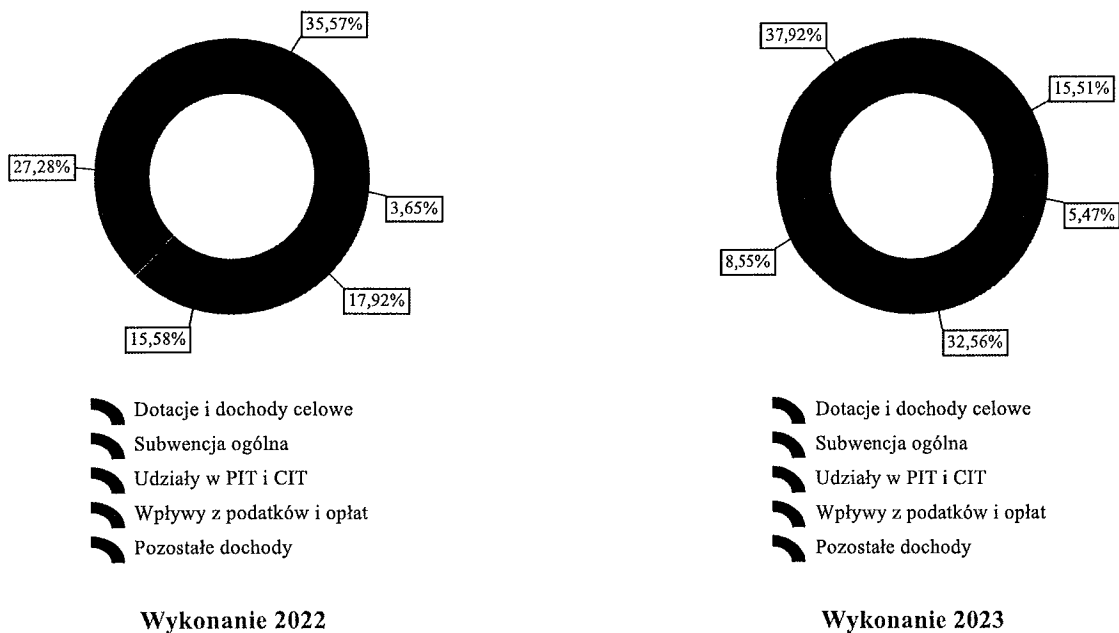 35,57%
27,28%
3,65%
17,92%
15,58%
Dotacje i dochody celowe
Subwencja ogólna
Udziały w PIT i CIT
Wpływy z podatków i opłat
Pozostałe dochody
Wykonanie 2022
37,92%
15,51%
5,47%
8,55%
32,56%
Dotacje i dochody celowe
Subwencja ogólna
Udziały w PIT i CIT
Wpływy z podatków i opłat
Pozostałe dochody
Wykonanie 2023